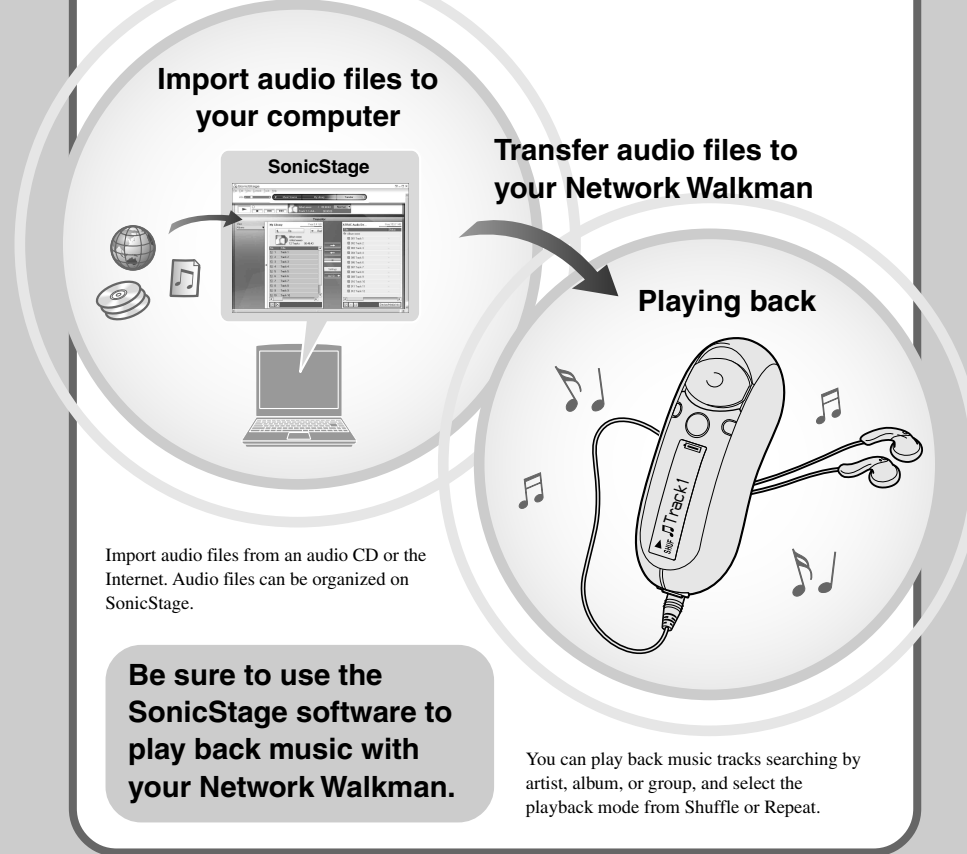 Import audio files to
your computer
SonicStage
Transfer audio files to
your Network Walkman
Playing back
Track1
SHUF
Import audio files from an audio CD or the
Internet. Audio files can be organized on
SonicStage.
Be sure to use the
SonicStage software to
play back music with
your Network Walkman.
You can play back music tracks searching by
artist, album, or group, and select the
playback mode from Shuffle or Repeat.